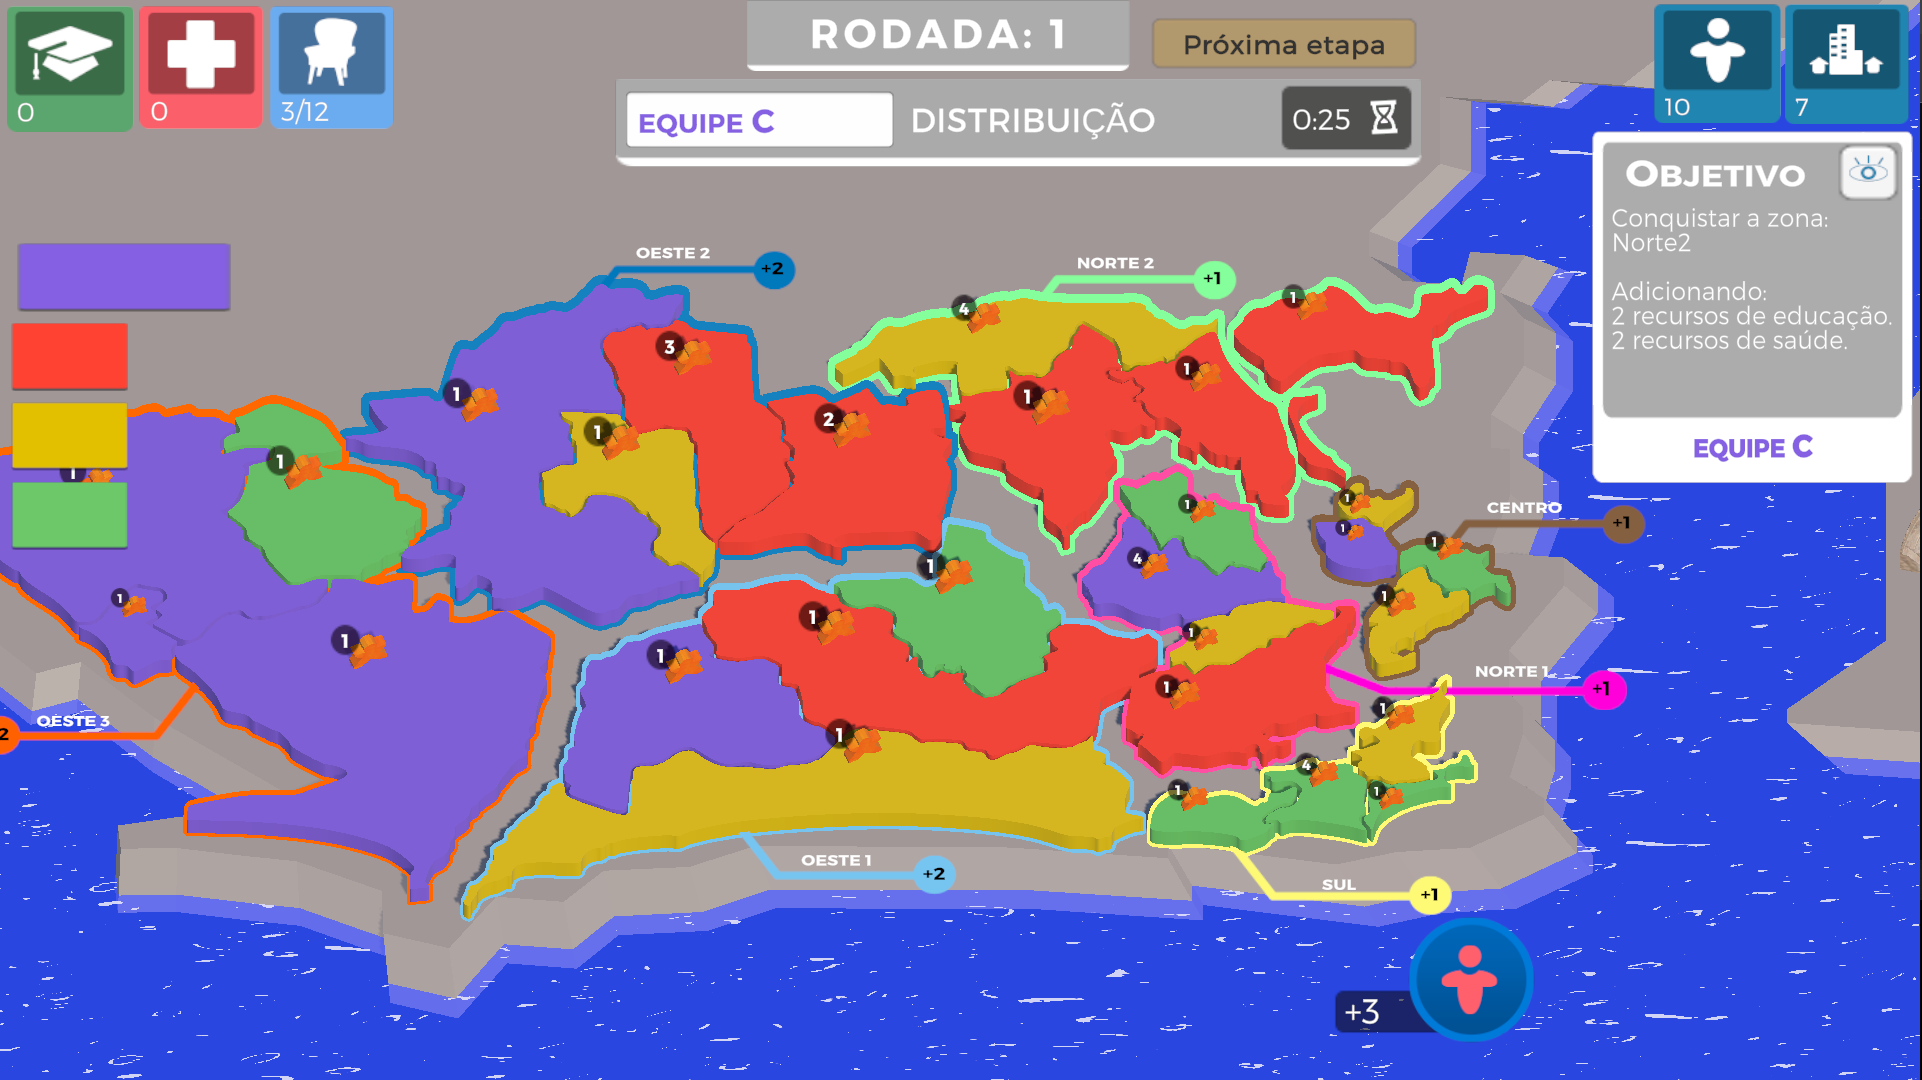 RODADA: 1
Próxima etapa
0
0
3/12
10
7
EQUIPE C
DISTRIBUIÇÃO
0:25
OBJETIVO
Conquistar a zona:
Norte2
Adicionando:
2 recursos de educação.
2 recursos de saúde.
EQUIPE C
OESTE 2
+2
NORTE 2
+1
4
1
3
1
1
1
2
1
1
1
1
1
1
CENTRO
+1
4
1
1
1
1
1
1
1
1
NORTE 1
+1
1
1
OESTE 3
2
1
4
1
1
OESTE 1
+2
SUL
+1
+3